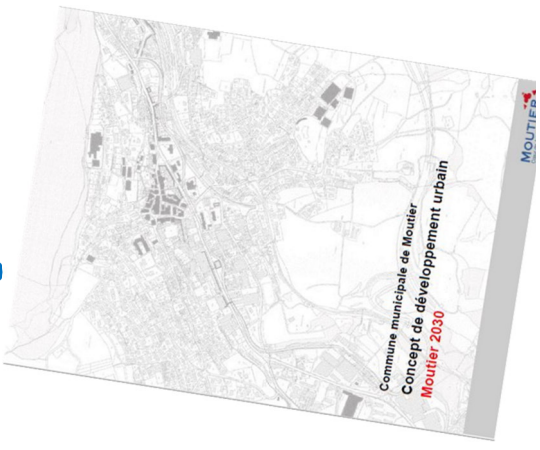 Commune municipale de Moutier
Concept de développement urbain
Moutier 2030
MOUTIER